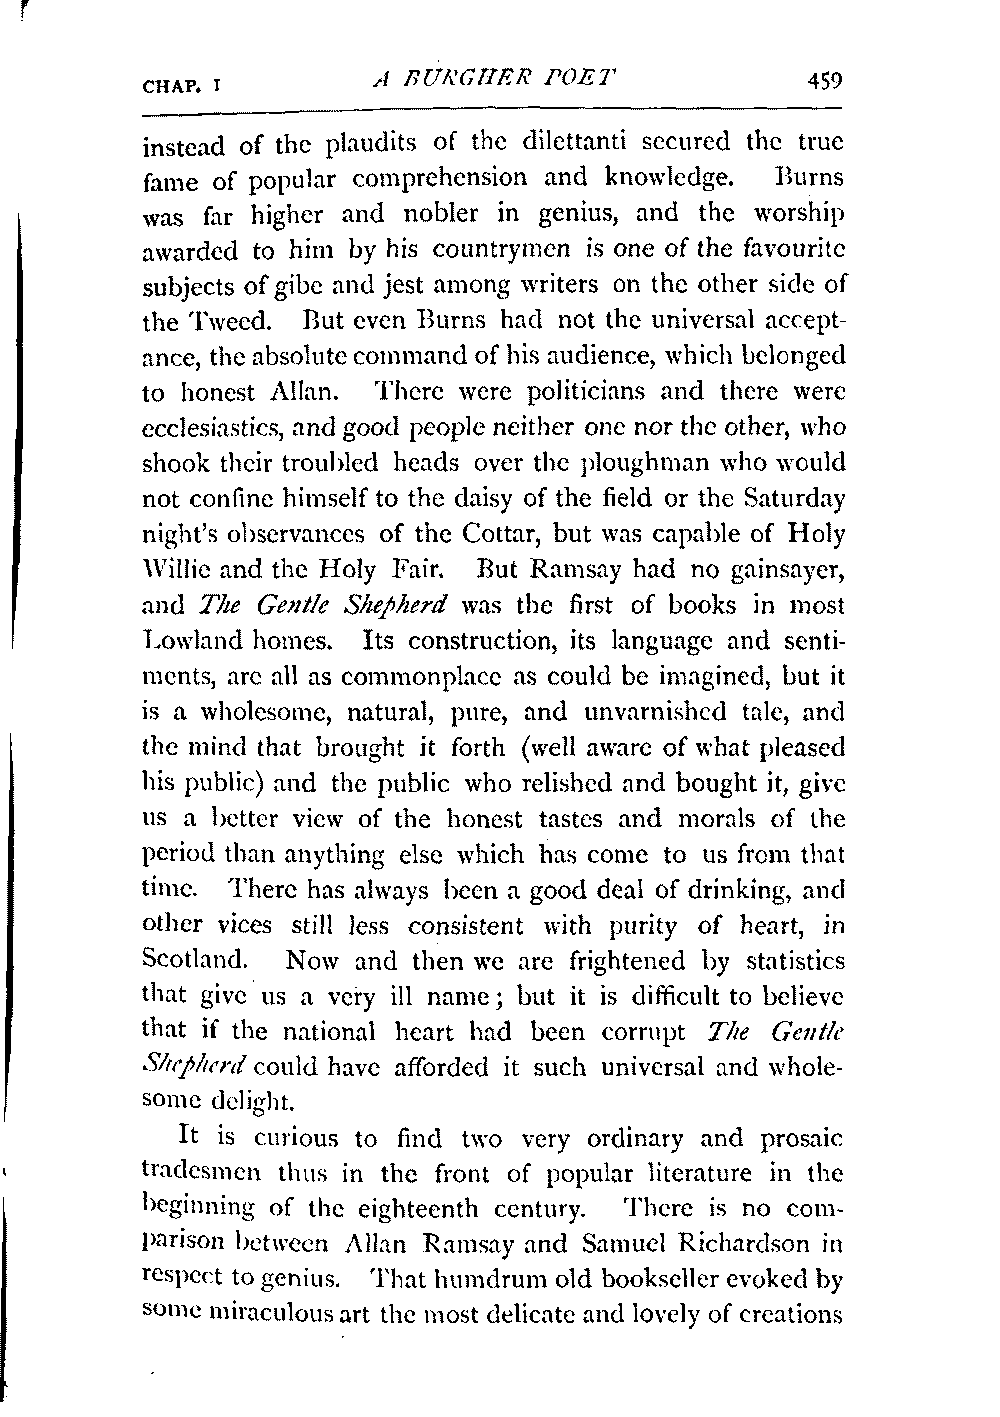 CHAP. I A BURGHER POET 459
instead of the plaudits of the dilettanti secured the true
fame of popular comprehension and knowledge. Burns
was far higher and nobler in genius, and the worship
awarded to him by his countrymen is one of the favourite
subjects of gibe and jest among writers on the other side of
the Tweed. But even Burns had not the universal accept-
ance, the absolute command of his audience, which belonged
to honest Allan. There were politicians and there were
ecclesiastics, and good people neither one nor the other, who
shook their troubled heads over the ploughman who would
not confine himself to the daisy of the field or the Saturday
night's observances of the Cottar, but was capable of Holy
Willie and the Holy Fair. But Ramsay had no gainsayer,
and The Gentle Shepherd was the first of books in most
Lowland homes. Its construction, its language and senti-
ments, are all as commonplace as could be imagined, but it
is a wholesome, natural, pure, and unvarnished tale, and
the mind that brought it forth (well aware of what pleased
his public) and the public who relished and bought it, give
us a better view of the honest tastes and morals of the
period than anything else which has come to us from that
time. There has always been a good deal of drinking, and
other vices still less consistent with purity of heart, in
Scotland. Now and then we are frightened by statistics
that give us a very ill name; but it is difficult to believe
that if the national heart had been corrupt The Gentle
Shepherd could have afforded it such universal and whole-
some delight.
It is curious to find two very ordinary and prosaic
tradesmen thus in the front of popular literature in the
beginning of the eighteenth century. There is no com-
parison between Allan Ramsay and Samuel Richardson in
respect to genius. That humdrum old bookseller evoked by
some miraculous art the most delicate and lovely of creations